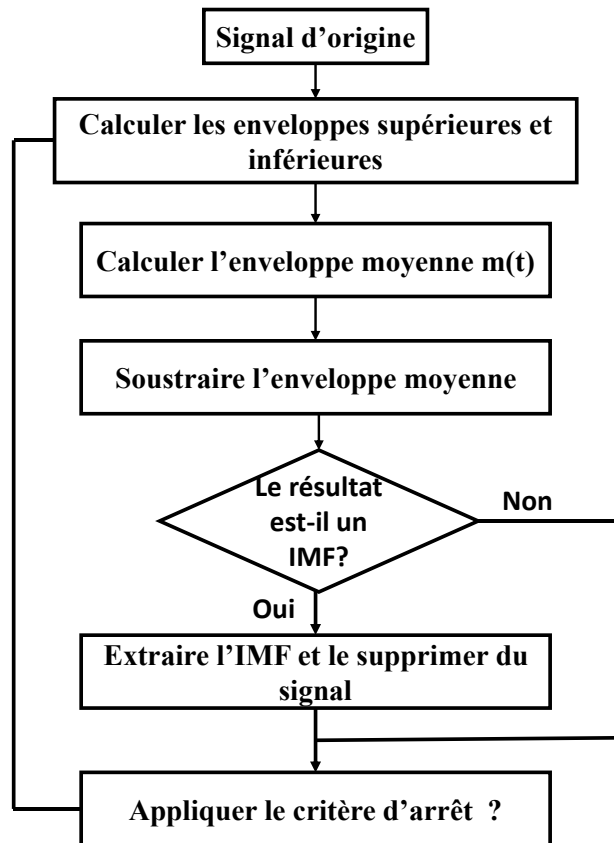 Signal d’origine
Calculer les enveloppes supérieures et
inférieures
Calculer l’enveloppe moyenne m(t)
Soustraire l’enveloppe moyenne
Le résultat
est-il un
IMF?
Non
Oui
Extraire l’IMF et le supprimer du
signal
Appliquer le critère d’arrêt ?